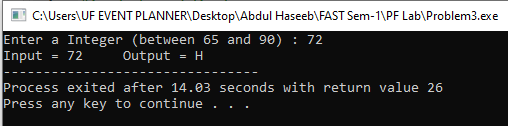 C:\Users\UF EVENT PLANNER\Desktop\Abdul Haseeb\FAST Sem-1\PF Lab\Problem3.exe
Enter a Integer (between 65 and 90) : 72
Input = 72     Output = H
--------------------------------
Process exited after 14.03 seconds with return value 26
Press any key to continue . . .